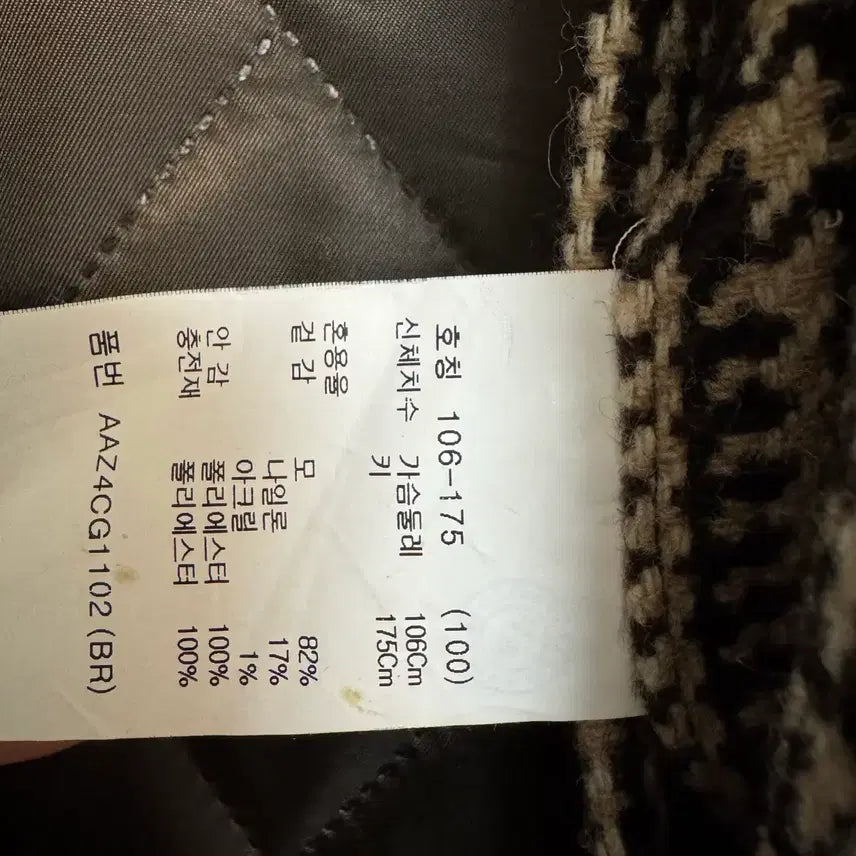 호칭 106-175 (100)
신체치수 가슴둘레 106Cm
키 175Cm
혼용율
겉감 모 82%
나일론 17%
아크릴 1%
안감 폴리에스터 100%
충전재 폴리에스터 100%
품번 AAZ4CG1102 (BR)